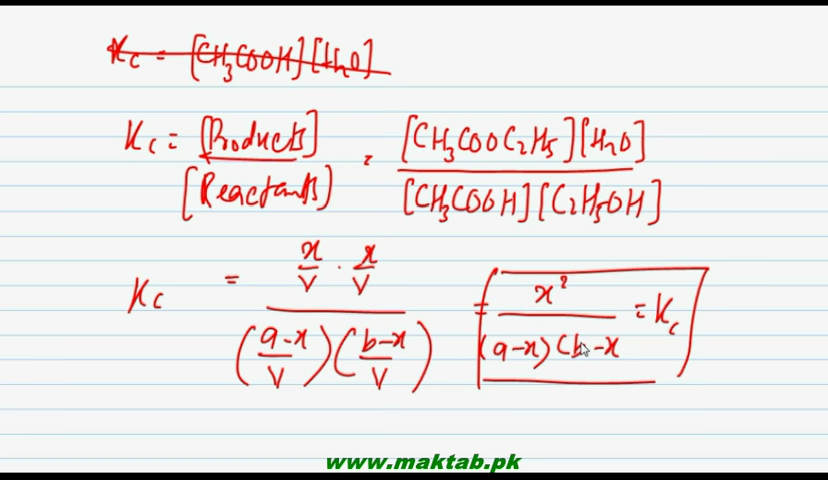 Kc = [CH3COOH][H2O]
Kc = [Products] / [Reactants] = [CH3COOC2H5][H2O] / [CH3COOH][C2H5OH]
Kc = x/V · x/V / (a-x/V)(b-x/V) = x² / (a-x)(b-x = Kc
www.maktab.pk